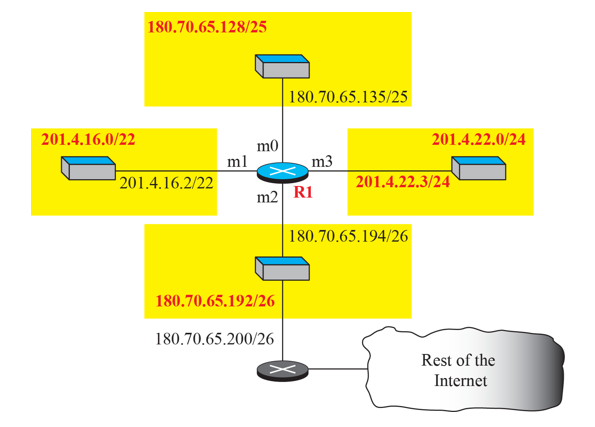 180.70.65.128/25
180.70.65.135/25
201.4.16.0/22
m0
201.4.22.0/24
m1
m3
201.4.16.2/22
201.4.22.3/24
m2
R1
180.70.65.194/26
180.70.65.192/26
180.70.65.200/26
Rest of the
Internet